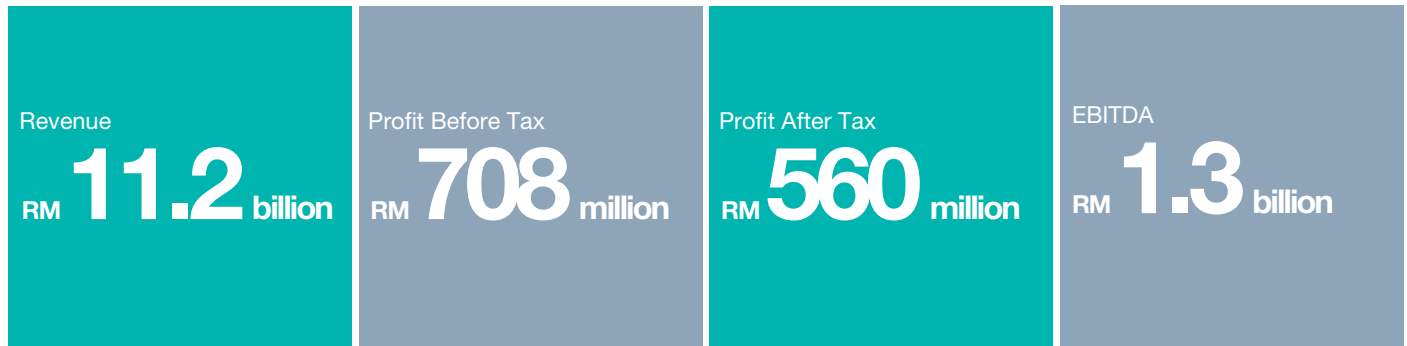 Revenue
RM 11.2 billion
Profit Before Tax
RM 708 million
Profit After Tax
RM 560 million
EBITDA
RM 1.3 billion